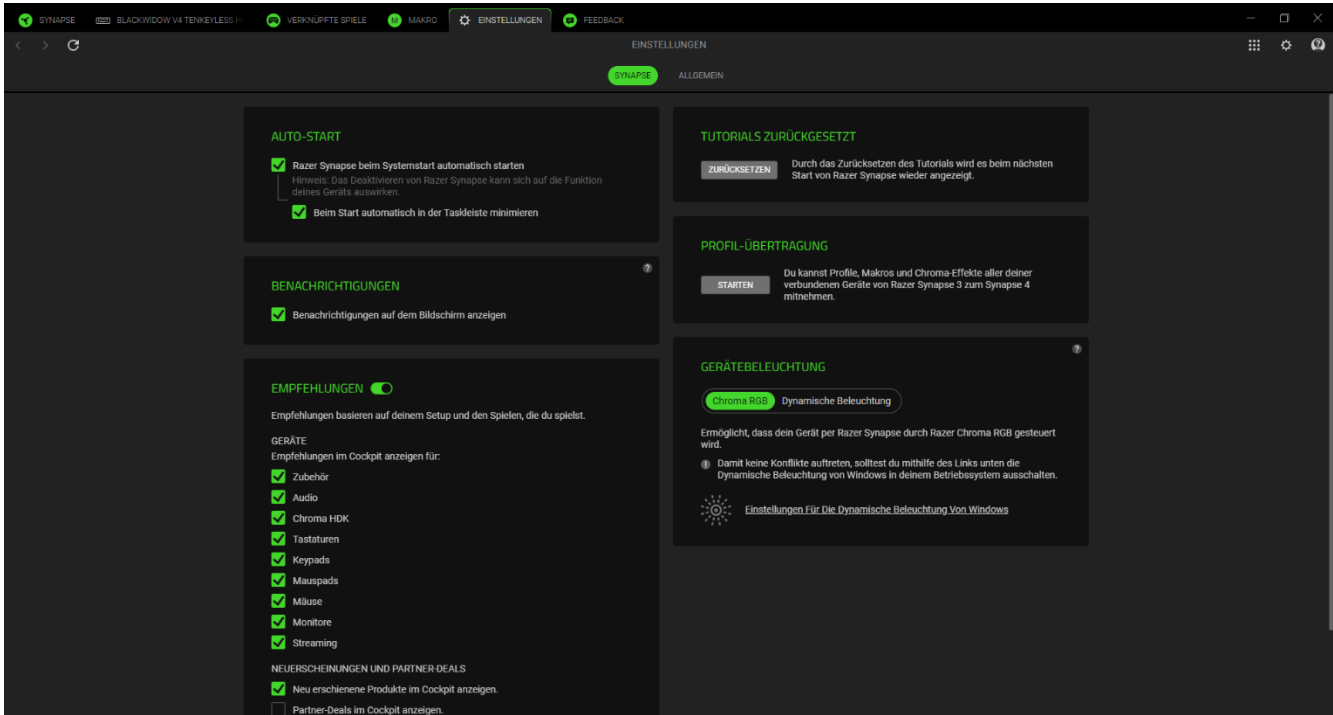 SYNAPSE
BLACKWIDOW V4 TENKEYLESS H
VERKNÜPFTE SPIELE
M
MAKRO
EINSTELLUNGEN
FEEDBACK
EINSTELLUNGEN
SYNAPSE
ALLGEMEIN
AUTO-START
Razer Synapse beim Systemstart automatisch starten
Hinweis: Das Deaktivieren von Razer Synapse kann sich auf die Funktion
deines Geräts auswirken.
Beim Start automatisch in der Taskleiste minimieren
?
BENACHRICHTIGUNGEN
Benachrichtigungen auf dem Bildschirm anzeigen
EMPFEHLUNGEN
Empfehlungen basieren auf deinem Setup und den Spielen, die du spielst.
GERÄTE
Empfehlungen im Cockpit anzeigen für:
Zubehör
Audio
Chroma HDK
Tastaturen
Keypads
Mauspads
Mäuse
Monitore
Streaming
NEUERSCHEINUNGEN UND PARTNER-DEALS
Neu erschienene Produkte im Cockpit anzeigen.
Partner-Deals im Cockpit anzeigen.
TUTORIALS ZURÜCKGESETZT
ZURÜCKSETZEN
Durch das Zurücksetzen des Tutorials wird es beim nächsten
Start von Razer Synapse wieder angezeigt.
PROFIL-ÜBERTRAGUNG
STARTEN
Du kannst Profile, Makros und Chroma-Effekte aller deiner
verbundenen Geräte von Razer Synapse 3 zum Synapse 4
mitnehmen.
?
GERÄTEBELEUCHTUNG
Chroma RGB
Dynamische Beleuchtung
Ermöglicht, dass dein Gerät per Razer Synapse durch Razer Chroma RGB gesteuert
wird.
Damit keine Konflikte auftreten, solltest du mithilfe des Links unten die
Dynamische Beleuchtung von Windows in deinem Betriebssystem ausschalten.
Einstellungen Für Die Dynamische Beleuchtung Von Windows